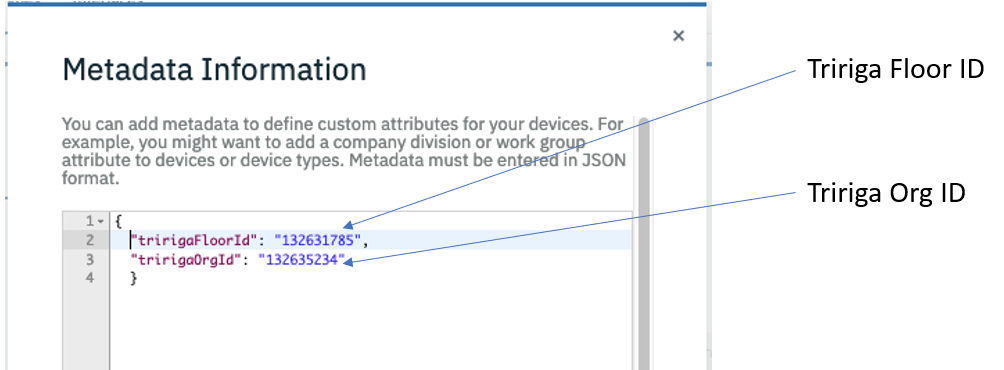 ×
Metadata Information
You can add metadata to define custom attributes for your devices. For
example, you might want to add a company division or work group
attribute to devices or device types. Metadata must be entered in JSON
format.
1 {
2 "tririgaFloorId": "132631785",
3 "tririgaOrgId": "132635234"
4 }
Tririga Floor ID
Tririga Org ID